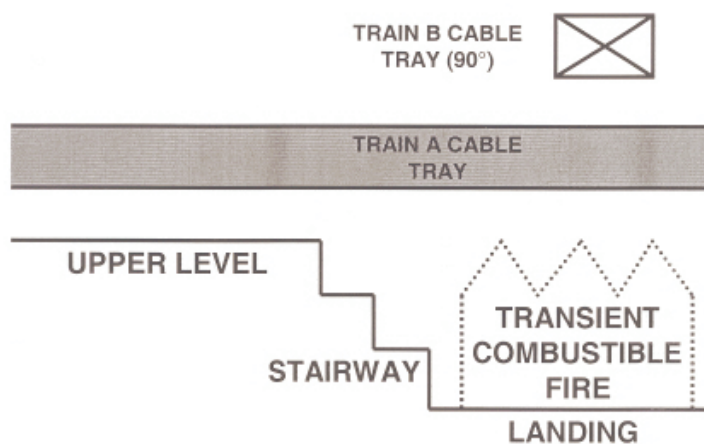 TRAIN B CABLE
TRAY (90°)
TRAIN A CABLE
TRAY
UPPER LEVEL
TRANSIENT
COMBUSTIBLE
FIRE
STAIRWAY
LANDING